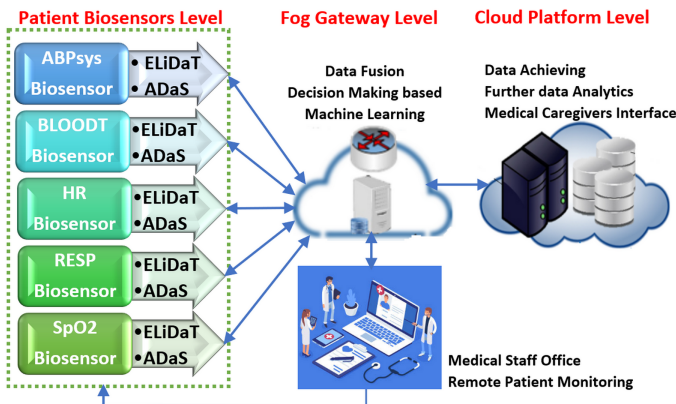 Patient Biosensors Level
ABPsys
Biosensor
• ELiDaT
• ADaS
BLOODT
Biosensor
•ELiDaT
•ADaS
HR
Biosensor
•ELiDaT
•ADaS
RESP
Biosensor
•ELiDaT
•ADaS
SpO2
Biosensor
•ELiDaT
•ADaS
Fog Gateway Level
Data Fusion
Decision Making based
Machine Learning
Cloud Platform Level
Data Achieving
Further data Analytics
Medical Caregivers Interface
Medical Staff Office
Remote Patient Monitoring